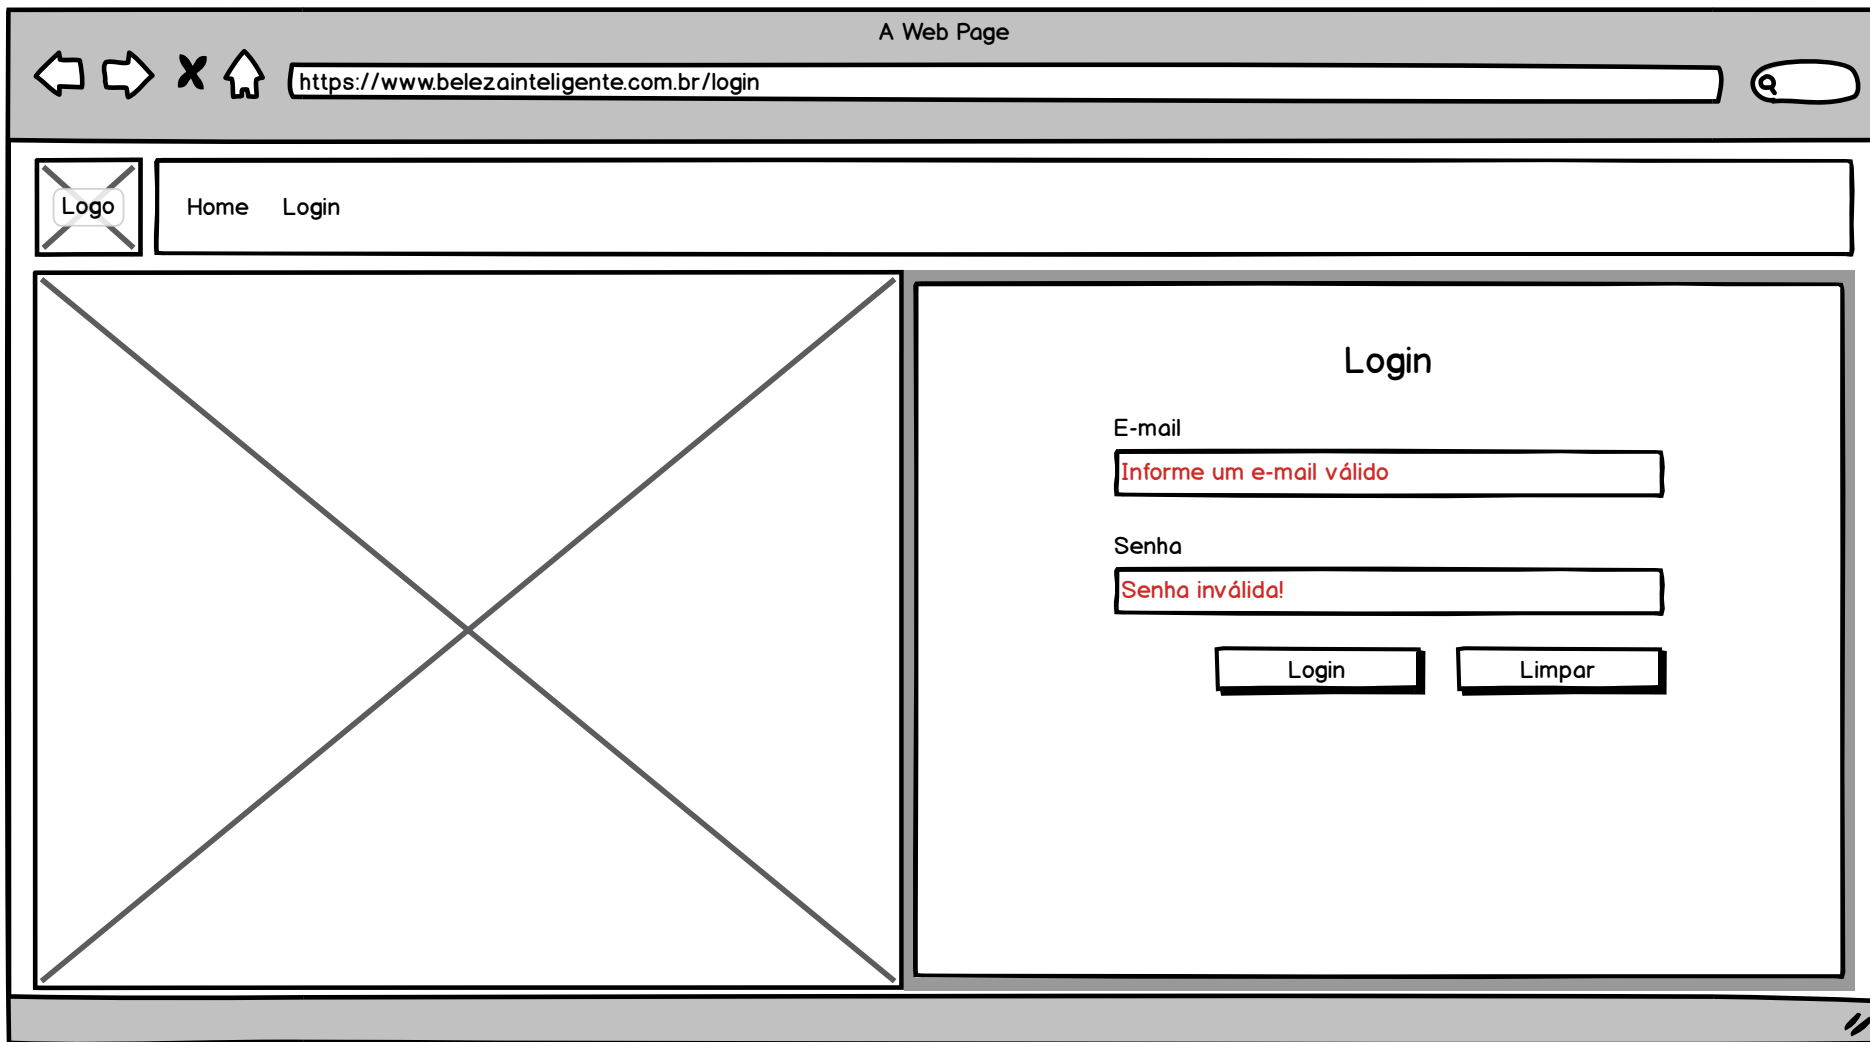 A Web Page
https://www.belezainteligente.com.br/login
Logo
Home Login
Login
E-mail
Informe um e-mail válido
Senha
Senha inválida!
Login Limpar